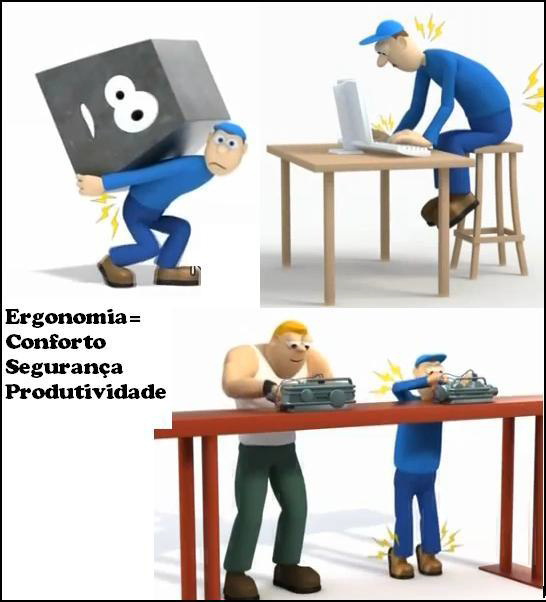 Ergonomia=
Conforto
Segurança
Produtividade